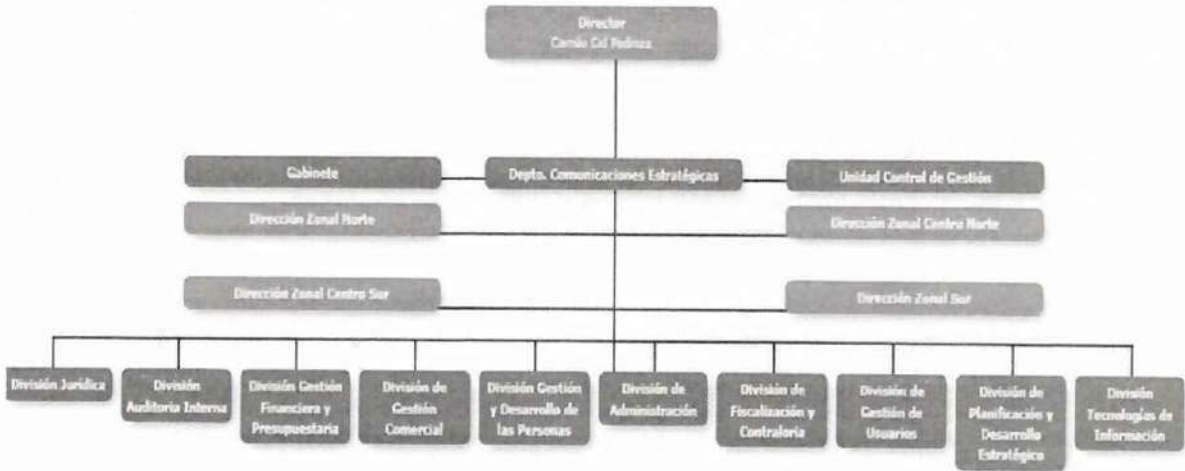 Director
Camilo Cid Pedraza
Gabinete
Depto. Comunicaciones Estratégicas
Unidad Control de Gestión
Dirección Zonal Norte
Dirección Zonal Centro Norte
Dirección Zonal Centro Sur
Dirección Zonal Sur
División Jurídica
División
Auditoría Interna
División Gestión
Financiera y
Presupuestaria
División de
Gestión
Comercial
División Gestión
y Desarrollo de
las Personas
División de
Administración
División de
Fiscalización y
Contraloría
División de
Gestión de
Usuarios
División de
Planificación y
Desarrollo
Estratégico
División
Tecnologías de
Información